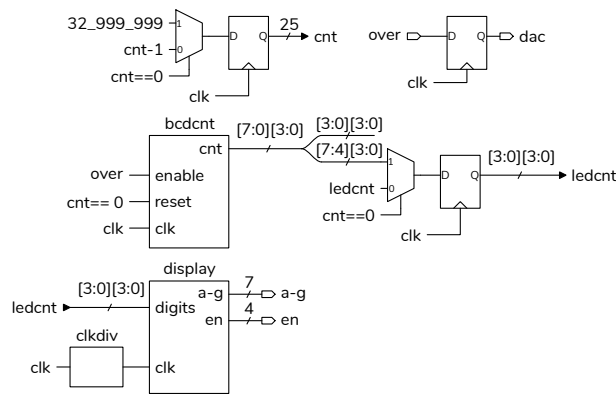 32_999_999 1 D Q 25 cnt
cnt-1 0
cnt==0
clk
over D Q dac
clk
bcdcnt
cnt [7:0][3:0] [3:0][3:0]
[7:4][3:0]
over enable
cnt== 0 reset
clk clk
1 D Q [3:0][3:0] ledcnt
ledcnt 0
cnt==0
clk
display
[3:0][3:0] a-g 7 a-g
ledcnt digits en 4 en
clkdiv
clk clk